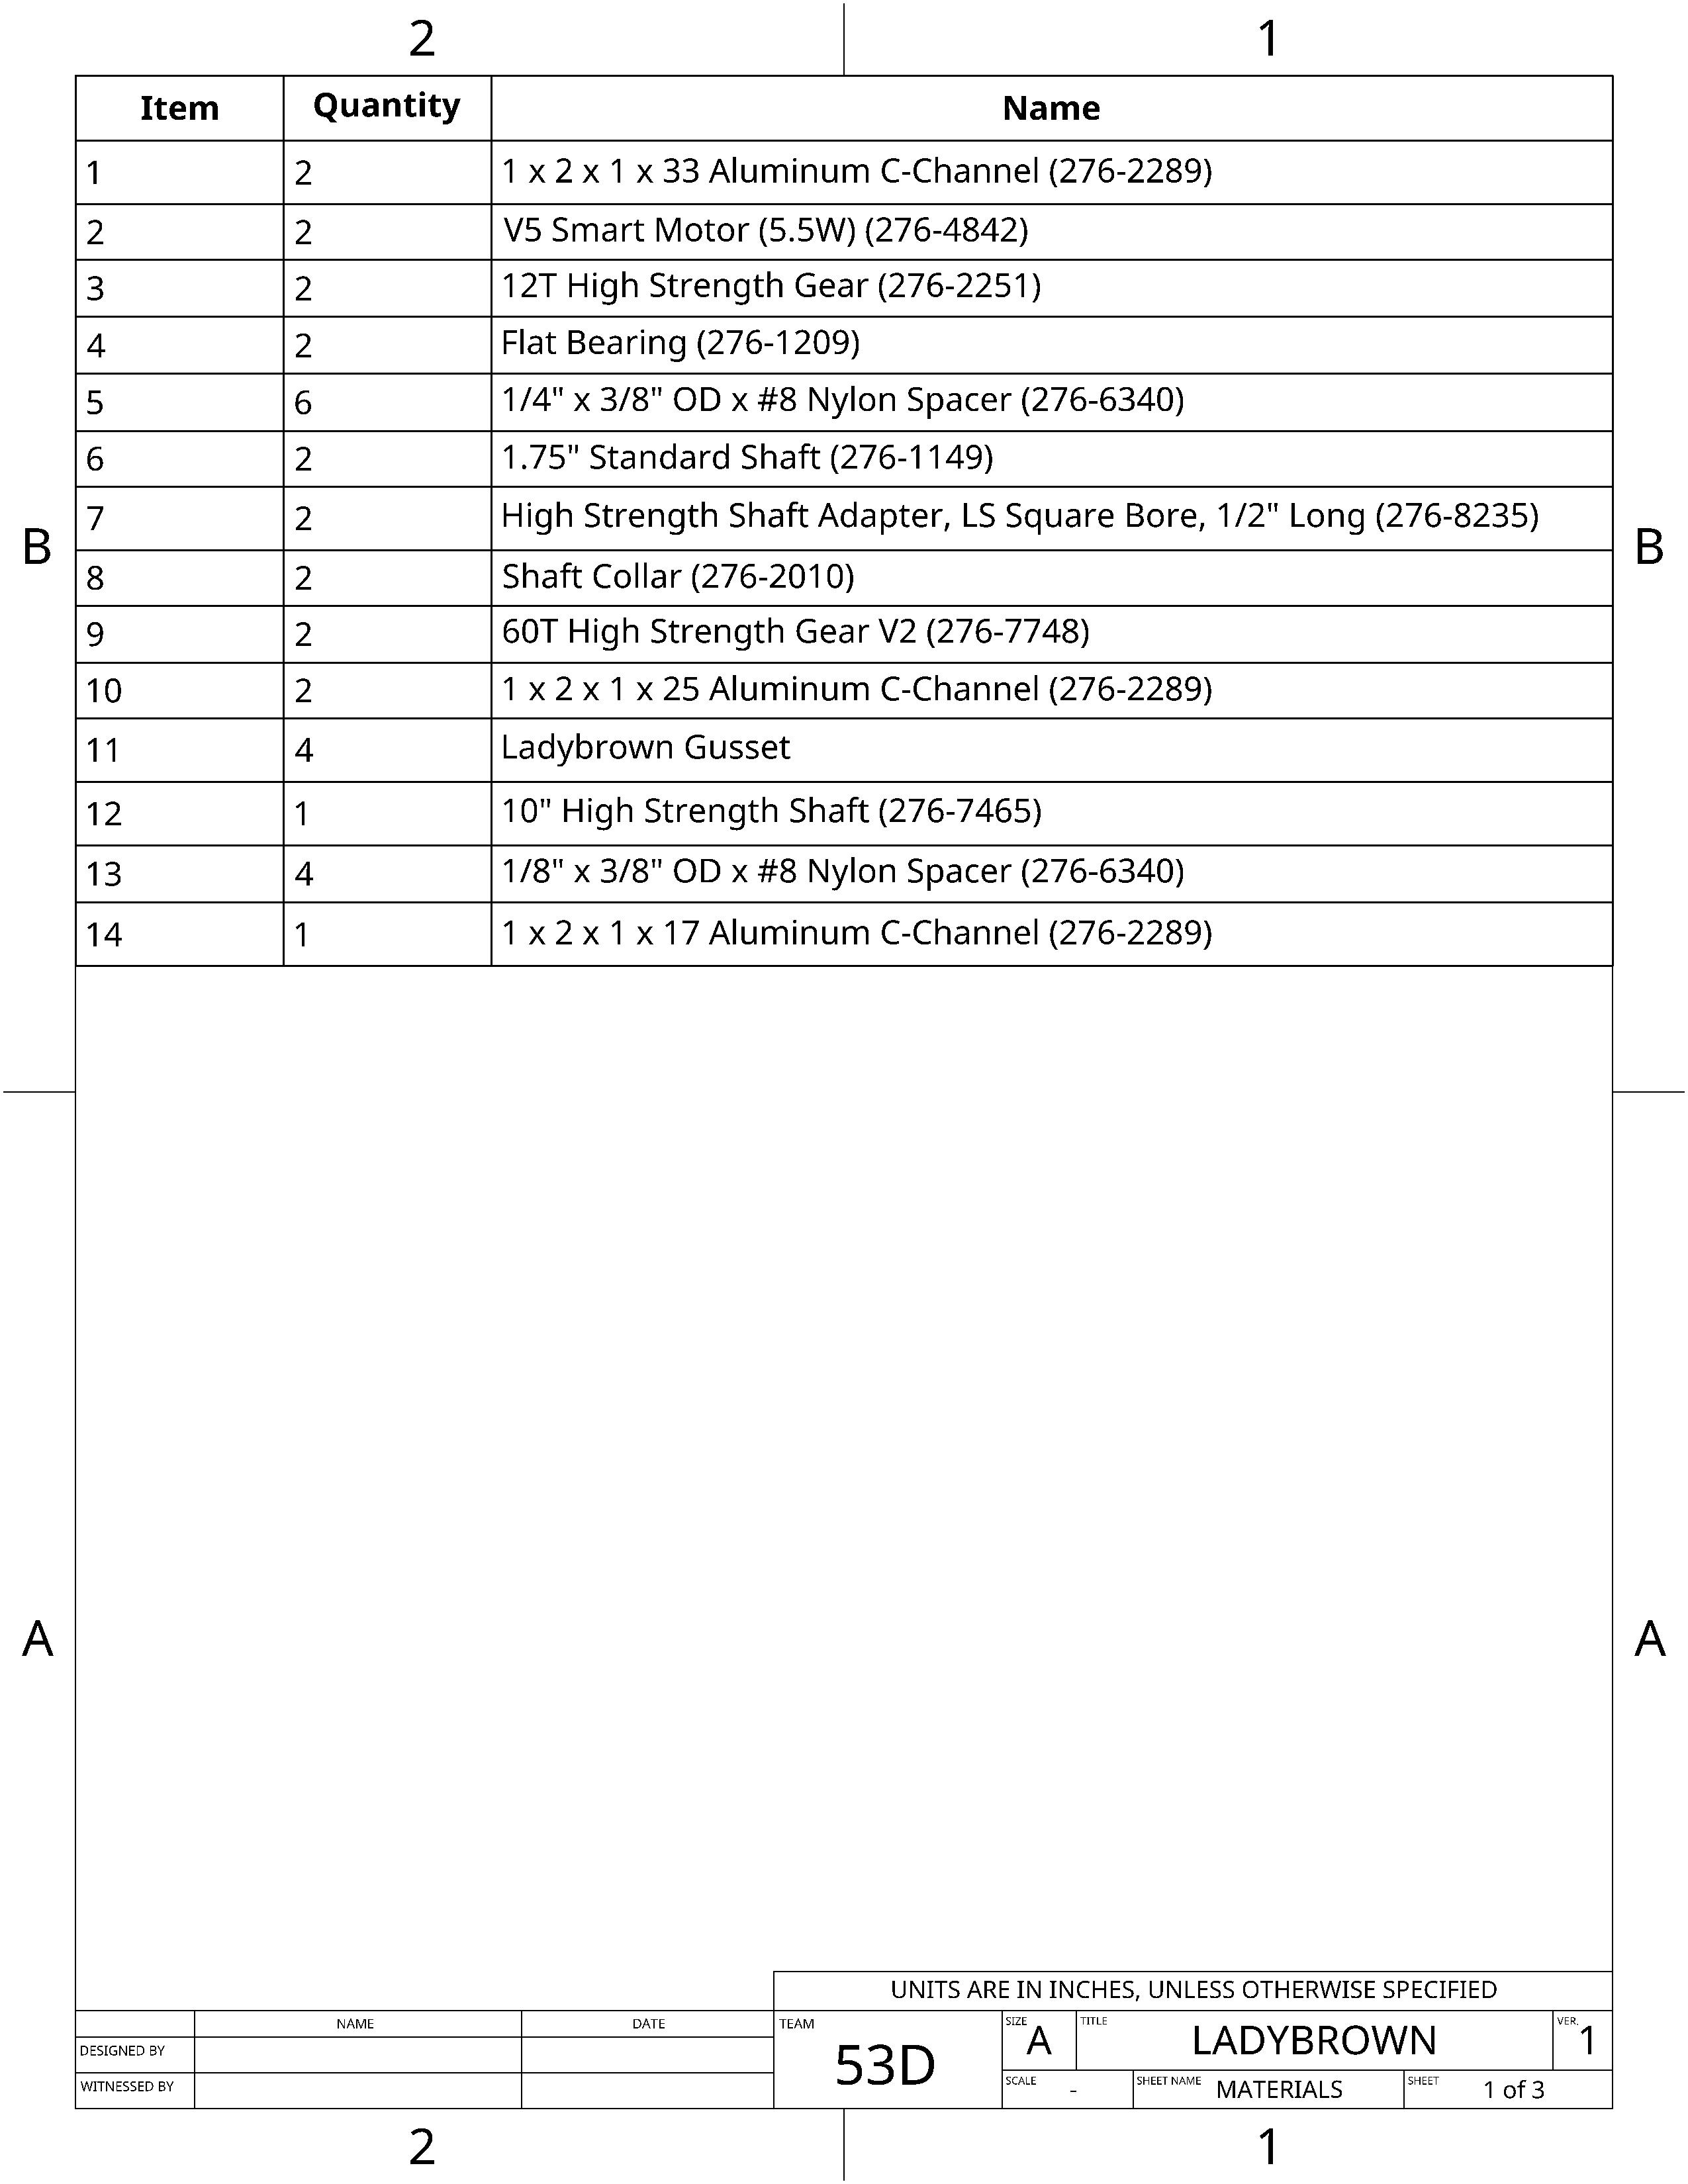 2 1
Item Quantity Name
1 2 1 x 2 x 1 x 33 Aluminum C-Channel (276-2289)
2 2 V5 Smart Motor (5.5W) (276-4842)
3 2 12T High Strength Gear (276-2251)
4 2 Flat Bearing (276-1209)
5 6 1/4" x 3/8" OD x #8 Nylon Spacer (276-6340)
6 2 1.75" Standard Shaft (276-1149)
7 2 High Strength Shaft Adapter, LS Square Bore, 1/2" Long (276-8235)
B B
8 2 Shaft Collar (276-2010)
9 2 60T High Strength Gear V2 (276-7748)
10 2 1 x 2 x 1 x 25 Aluminum C-Channel (276-2289)
11 4 Ladybrown Gusset
12 1 10" High Strength Shaft (276-7465)
13 4 1/8" x 3/8" OD x #8 Nylon Spacer (276-6340)
14 1 1 x 2 x 1 x 17 Aluminum C-Channel (276-2289)
A A
UNITS ARE IN INCHES, UNLESS OTHERWISE SPECIFIED
NAME DATE TEAM SIZE TITLE VER.
DESIGNED BY 53D A LADYBROWN 1
WITNESSED BY SCALE - SHEET NAME MATERIALS SHEET 1 of 3
2 1